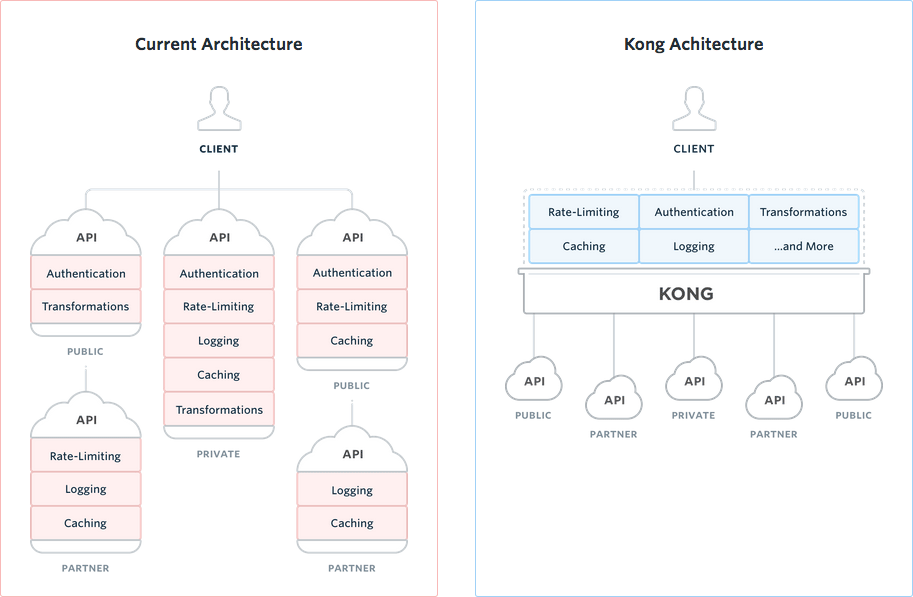 Current Architecture
CLIENT
API
Authentication
Transformations
PUBLIC
API
Rate-Limiting
Logging
Caching
PARTNER
API
Authentication
Rate-Limiting
Logging
Caching
Transformations
PRIVATE
API
Authentication
Rate-Limiting
Caching
PUBLIC
API
Logging
Caching
PARTNER
Kong Achitecture
CLIENT
Rate-Limiting Authentication Transformations
Caching Logging ...and More
KONG
API
PUBLIC
API
PARTNER
API
PRIVATE
API
PARTNER
API
PUBLIC